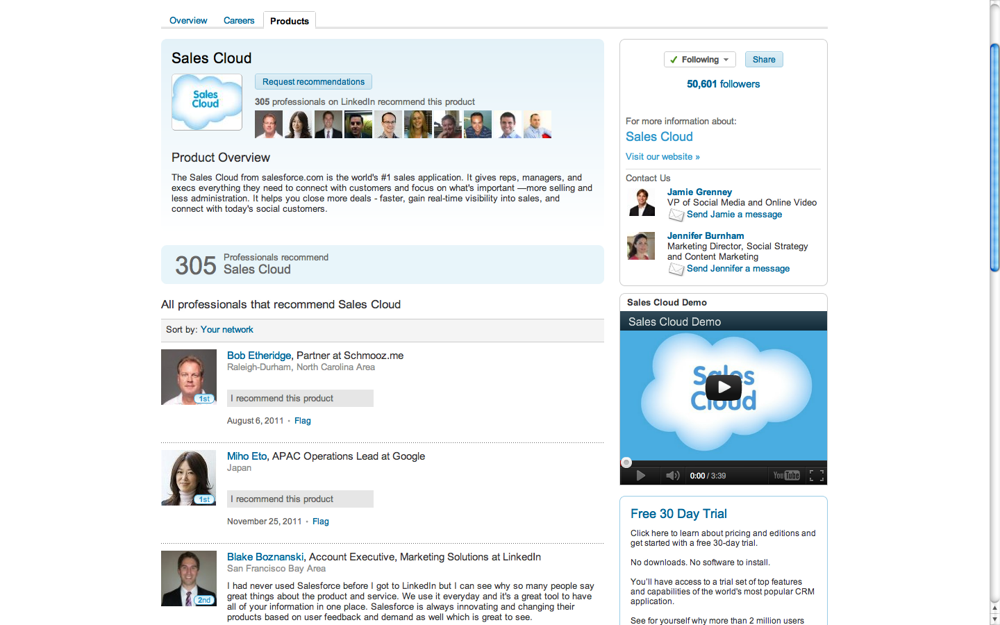 Overview Careers Products
Sales Cloud
Sales
Cloud
Request recommendations
305 professionals on LinkedIn recommend this product
Product Overview
The Sales Cloud from salesforce.com is the world's #1 sales application. It gives reps, managers, and
execs everything they need to connect with customers and focus on what's important —more selling and
less administration. It helps you close more deals - faster, gain real-time visibility into sales, and
connect with today's social customers.
305 Professionals recommend
Sales Cloud
All professionals that recommend Sales Cloud
Sort by: Your network
Bob Etheridge, Partner at Schmooz.me
Raleigh-Durham, North Carolina Area
1st
I recommend this product
August 6, 2011 • Flag
Miho Eto, APAC Operations Lead at Google
Japan
1st
I recommend this product
November 25, 2011 • Flag
Blake Boznanski, Account Executive, Marketing Solutions at LinkedIn
San Francisco Bay Area
2nd
I had never used Salesforce before I got to LinkedIn but I can see why so many people say
great things about the product and service. We use it everyday and it's a great tool to have
all of your information in one place. Salesforce is always innovating and changing their
products based on user feedback and demand as well which is great to see.
Following Share
50,601 followers
For more information about:
Sales Cloud
Visit our website »
Contact Us
Jamie Grenney
VP of Social Media and Online Video
Send Jamie a message
Jennifer Burnham
Marketing Director, Social Strategy
and Content Marketing
Send Jennifer a message
Sales Cloud Demo
Sales Cloud Demo
Sales
Cloud
0:00 / 3:39 YouTube
Free 30 Day Trial
Click here to learn about pricing and editions and
get started with a free 30-day trial.
No downloads. No software to install.
You'll have access to a trial set of top features
and capabilities of the world's most popular CRM
application.
See for yourself why more than 2 million users